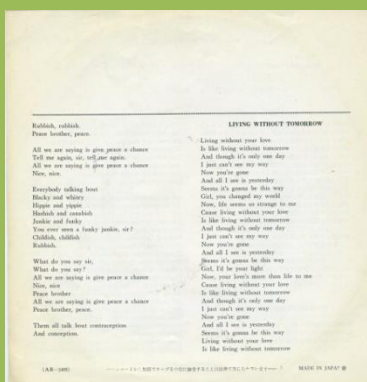 Rubbish, rubbish.
Peace brother, peace.
All we are saying is give peace a chance
Tell me again, sir, tell me again.
All we are saying is give peace a chance
Nice, nice.
Everybody talking bout
Blacky and whitey
Hippie and yippie
Hashish and canabish
Junkie and funky
You ever seen a funky junkie, sir?
Childish, childish
Rubbish.
What do you say sir,
What do you say?
All we are saying is give peace a chance
Nice, nice
Peace brother
All we are saying is give peace a chance
Peace brother, peace.
Them all talk bout contraception
And conception.
LIVING WITHOUT TOMORROW
Living without your love
Is like living without tomorrow
And though it's only one day
I just can't see my way
Now you're gone
And all I see is yesterday
Seems it's gonna be this way
Girl, you changed my world
Now, life seems so strange to me
Cause living without your love
Is like living without tomorrow
And though it's only one day
I just can't see my way
Now you're gone
And all I see is yesterday
Seems it's gonna be this way
Girl, I'd be your light
Now, your love's more than life to me
Cause living without your love
Is like living without tomorrow
And though it's only one day
I just can't see my way
Now you're gone
And all I see is yesterday
Seems it's gonna be this way
Living without your love
Is like living without tomorrow
MADE IN JAPAN